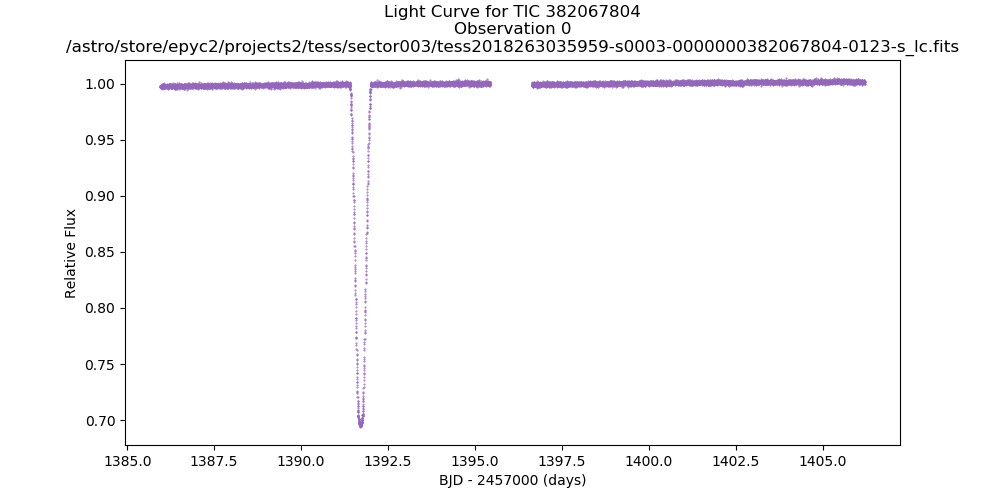 Light Curve for TIC 382067804
Observation 0
/astro/store/epyc2/projects2/tess/sector003/tess2018263035959-s0003-0000000382067804-0123-s_lc.fits
1.00
0.95
0.90
0.85
0.80
0.75
0.70
Relative Flux
1385.0 1387.5 1390.0 1392.5 1395.0 1397.5 1400.0 1402.5 1405.0
BJD - 2457000 (days)